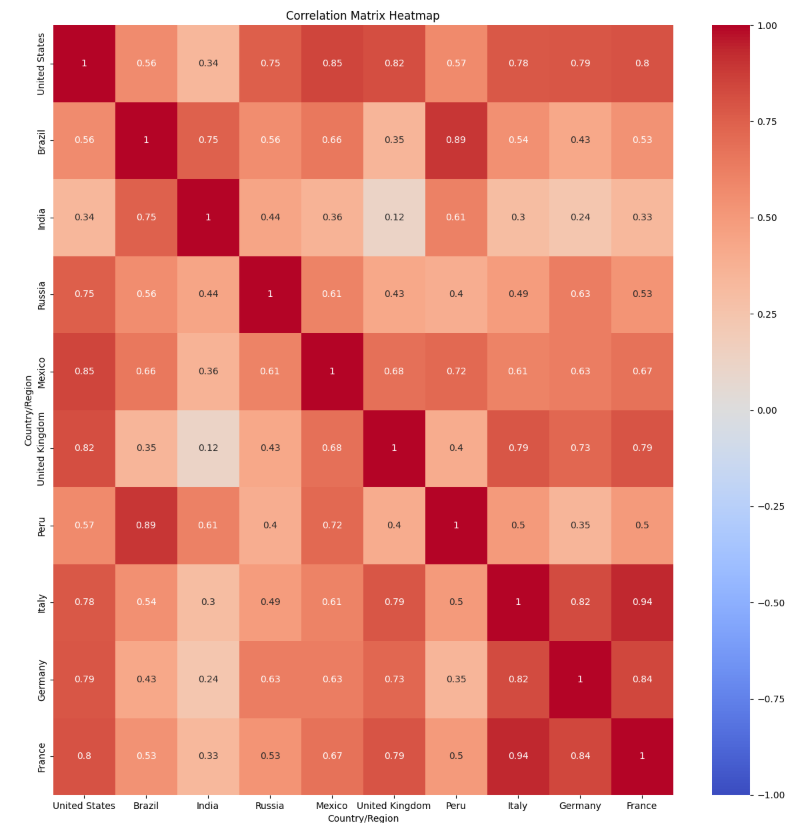 Correlation Matrix Heatmap
United States 1 0.56 0.34 0.75 0.85 0.82 0.57 0.78 0.79 0.8
Brazil 0.56 1 0.75 0.56 0.66 0.35 0.89 0.54 0.43 0.53
India 0.34 0.75 1 0.44 0.36 0.12 0.61 0.3 0.24 0.33
Russia 0.75 0.56 0.44 1 0.61 0.43 0.4 0.49 0.63 0.53
Mexico 0.85 0.66 0.36 0.61 1 0.68 0.72 0.61 0.63 0.67
Country/Region
United Kingdom 0.82 0.35 0.12 0.43 0.68 1 0.4 0.79 0.73 0.79
Peru 0.57 0.89 0.61 0.4 0.72 0.4 1 0.5 0.35 0.5
Italy 0.78 0.54 0.3 0.49 0.61 0.79 0.5 1 0.82 0.94
Germany 0.79 0.43 0.24 0.63 0.63 0.73 0.35 0.82 1 0.84
France 0.8 0.53 0.33 0.53 0.67 0.79 0.5 0.94 0.84 1
United States Brazil India Russia Mexico United Kingdom Peru Italy Germany France
Country/Region
1.00
0.75
0.50
0.25
0.00
−0.25
−0.50
−0.75
−1.00